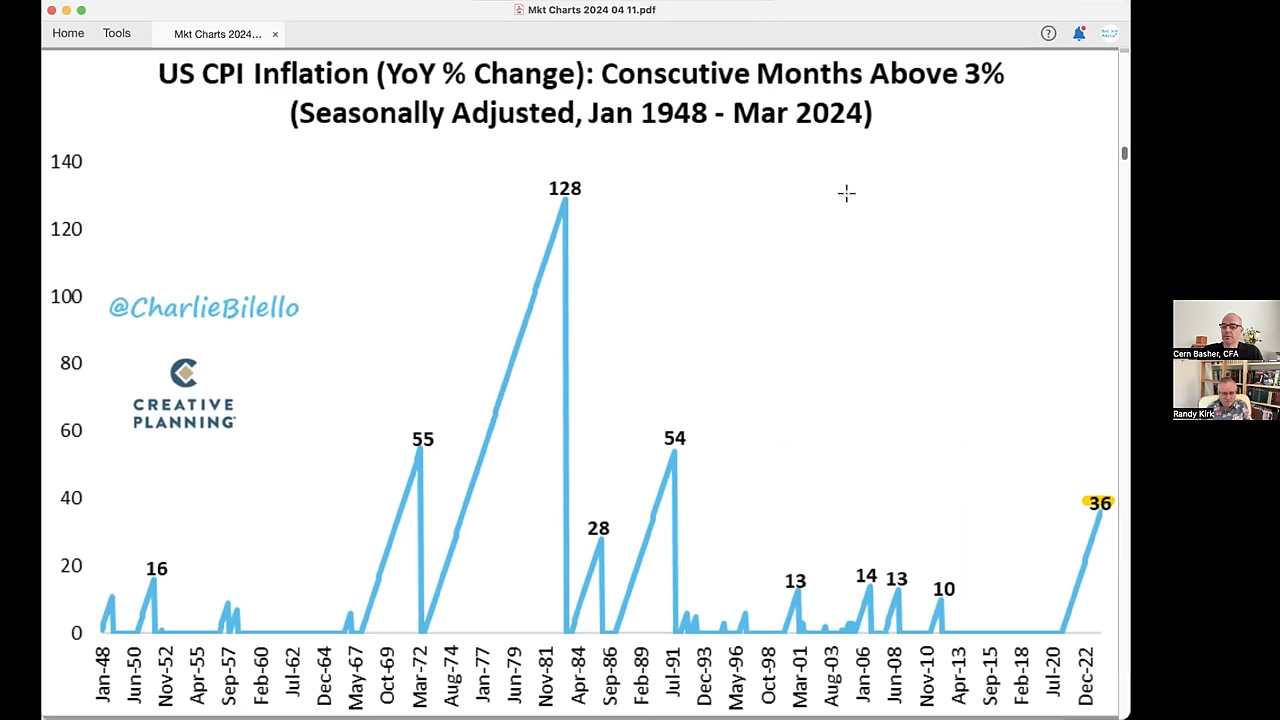 Mkt Charts 2024 04 11.pdf
Home
Tools
Mkt Charts 2024...
×
?
US CPI Inflation (YoY % Change): Conscutive Months Above 3%
(Seasonally Adjusted, Jan 1948 - Mar 2024)
140
120
100
80
60
40
20
0
@CharlieBilello
CREATIVE
PLANNING
16
55
128
28
54
13
14
13
10
36
Jan-48
Jun-50
Nov-52
Apr-55
Sep-57
Feb-60
Jul-62
Dec-64
May-67
Oct-69
Mar-72
Aug-74
Jan-77
Jun-79
Nov-81
Apr-84
Sep-86
Feb-89
Jul-91
Dec-93
May-96
Oct-98
Mar-01
Aug-03
Jan-06
Jun-08
Nov-10
Apr-13
Sep-15
Feb-18
Jul-20
Dec-22
Cern Basher, CFA
Randy Kirk